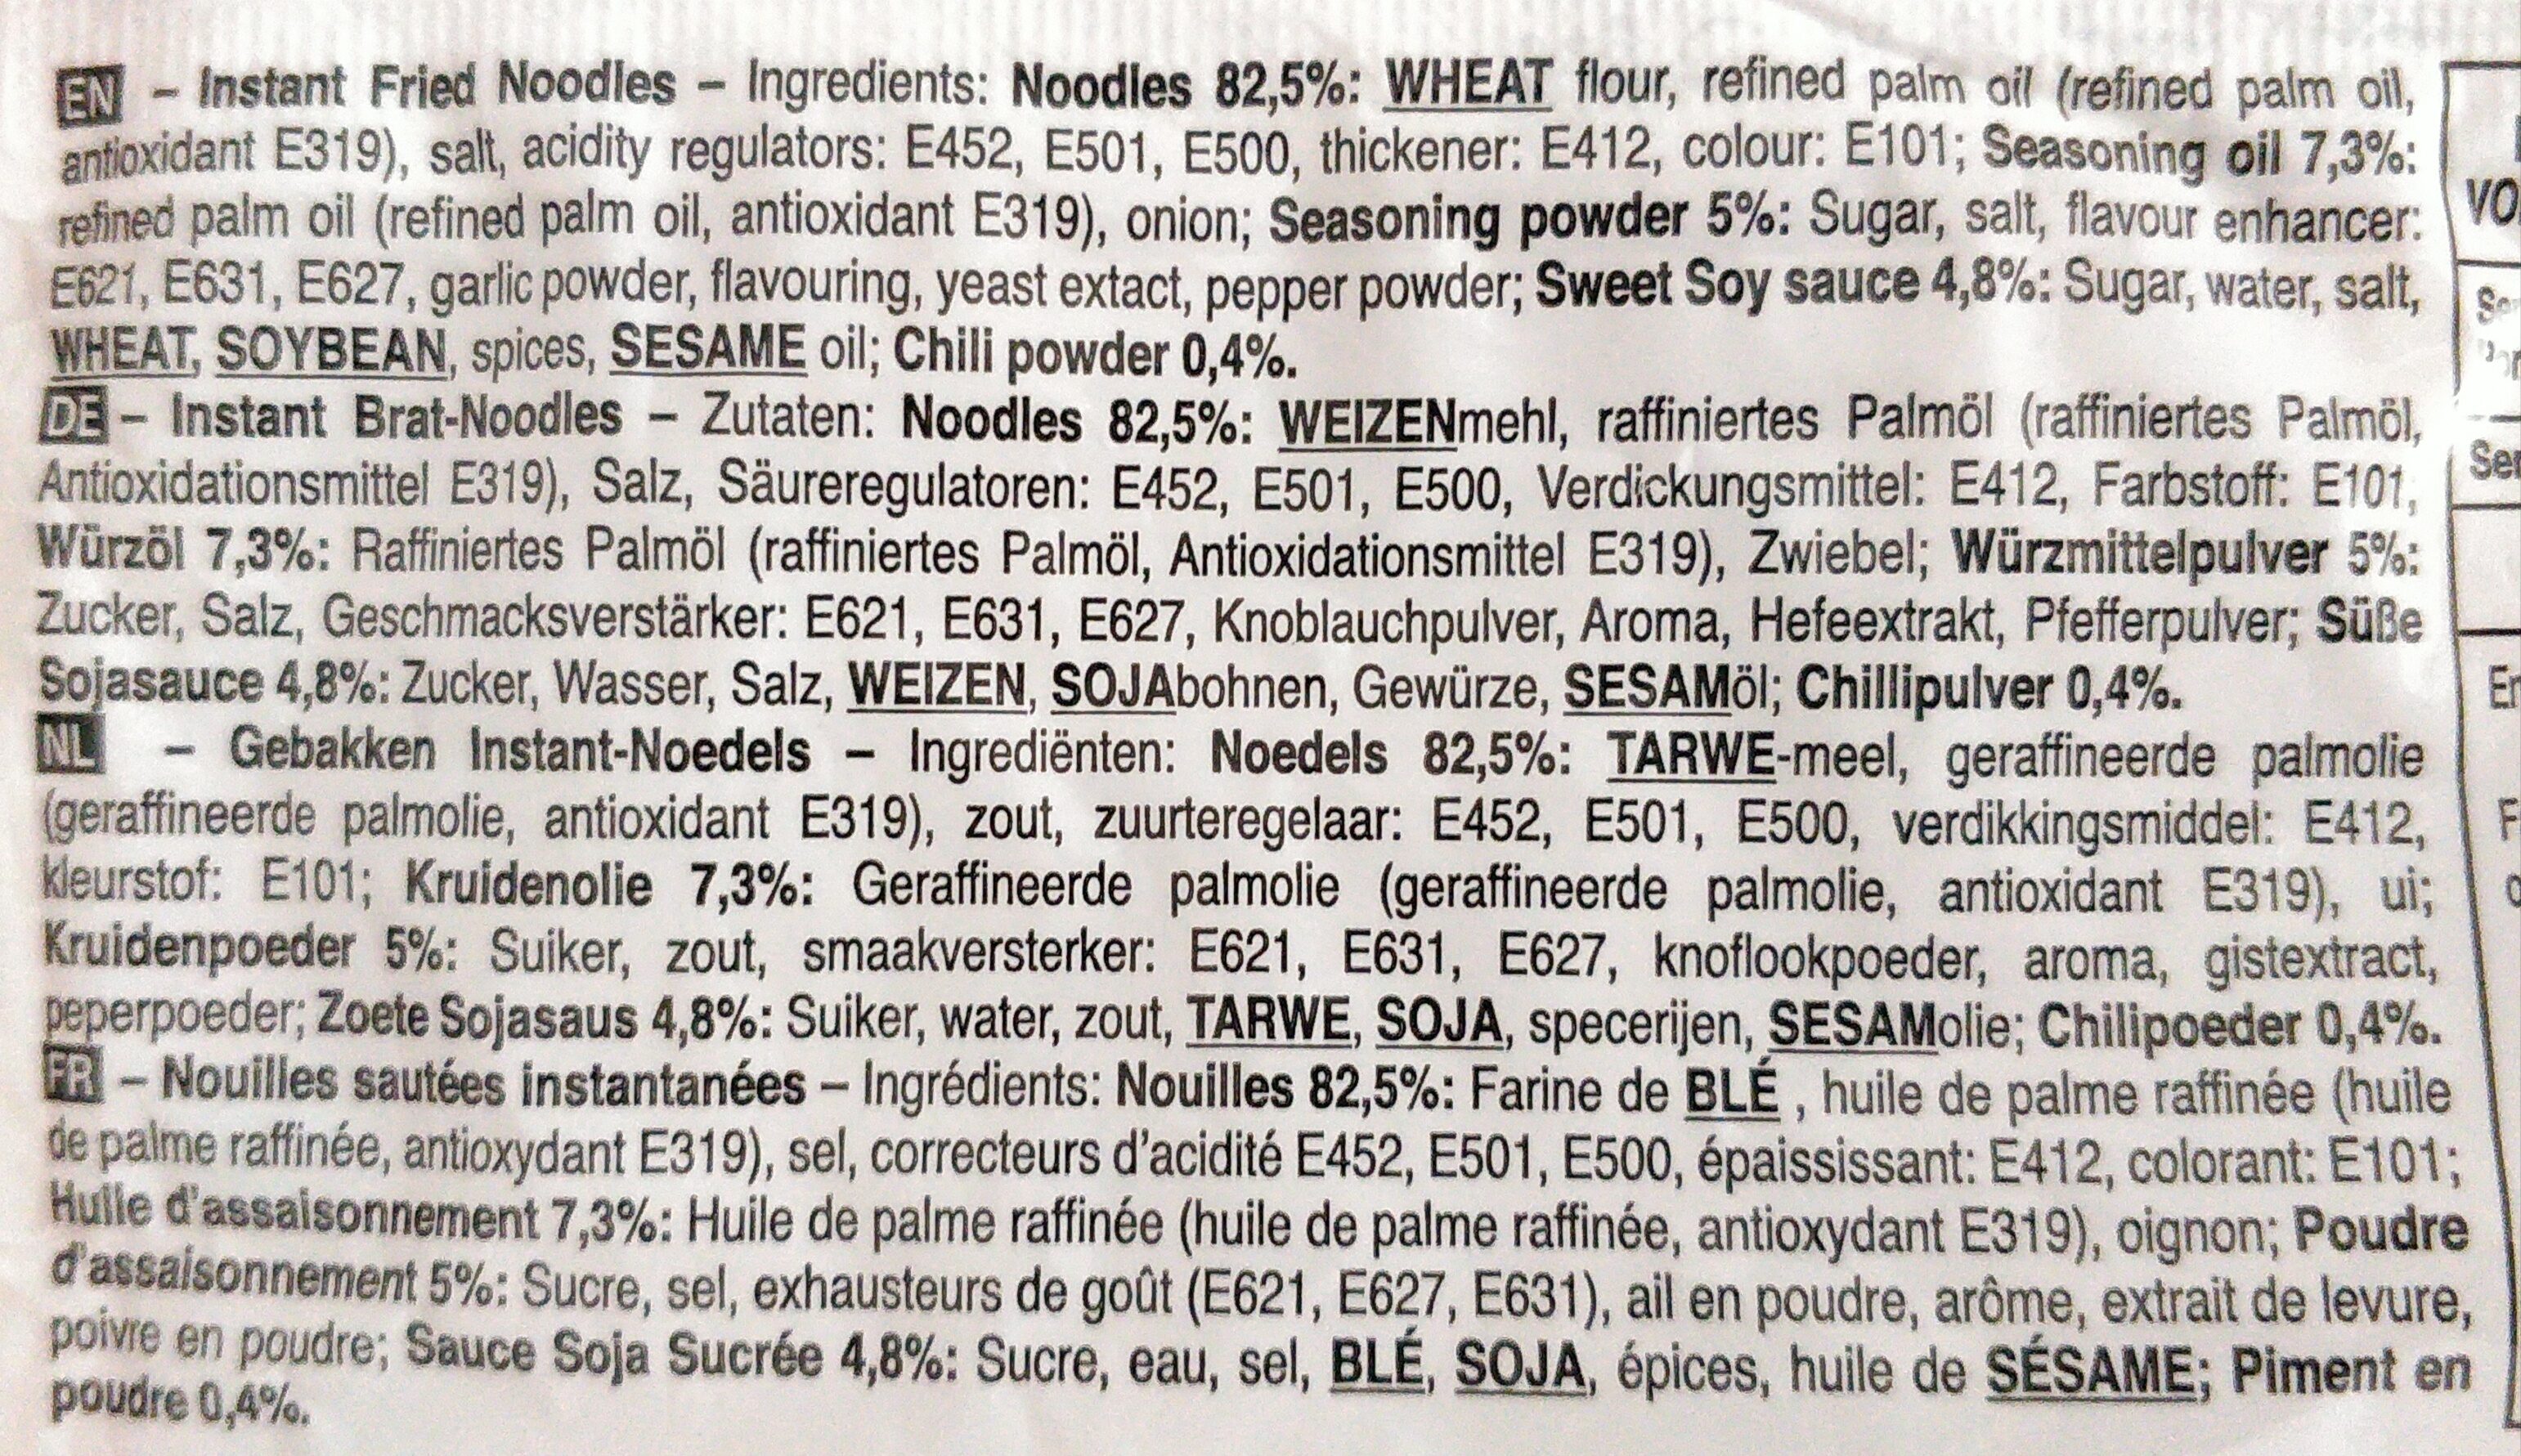 EN – Instant Fried Noodles – Ingredients: Noodles 82,5%: WHEAT flour, refined palm oil (refined palm oil,
antioxidant E319), salt, acidity regulators: E452, E501, E500, thickener: E412, colour: E101; Seasoning oil 7,3%:
refined palm oil (refined palm oil, antioxidant E319), onion; Seasoning powder 5%: Sugar, salt, flavour enhancer:
E621, E631, E627, garlic powder, flavouring, yeast extact, pepper powder; Sweet Soy sauce 4,8%: Sugar, water, salt,
WHEAT, SOYBEAN, spices, SESAME oil; Chili powder 0,4%.
DE – Instant Brat-Noodles – Zutaten: Noodles 82,5%: WEIZENmehl, raffiniertes Palmöl (raffiniertes Palmöl,
Antioxidationsmittel E319), Salz, Säureregulatoren: E452, E501, E500, Verdickungsmittel: E412, Farbstoff: E101,
Würzöl 7,3%: Raffiniertes Palmöl (raffiniertes Palmöl, Antioxidationsmittel E319), Zwiebel; Würzmittelpulver 5%:
Zucker, Salz, Geschmacksverstärker: E621, E631, E627, Knoblauchpulver, Aroma, Hefeextrakt, Pfefferpulver; Süße
Sojasauce 4,8%: Zucker, Wasser, Salz, WEIZEN, SOJAbohnen, Gewürze, SESAMöl; Chillipulver 0,4%.
NL – Gebakken Instant-Noedels – Ingrediënten: Noedels 82,5%: TARWE-meel, geraffineerde palmolie
(geraffineerde palmolie, antioxidant E319), zout, zuurteregelaar: E452, E501, E500, verdikkingsmiddel: E412,
kleurstof: E101; Kruidenolie 7,3%: Geraffineerde palmolie (geraffineerde palmolie, antioxidant E319), ui;
Kruidenpoeder 5%: Suiker, zout, smaakversterker: E621, E631, E627, knoflookpoeder, aroma, gistextract,
peperpoeder; Zoete Sojasaus 4,8%: Suiker, water, zout, TARWE, SOJA, specerijen, SESAMolie; Chilipoeder 0,4%.
FR – Nouilles sautées instantanées – Ingrédients: Nouilles 82,5%: Farine de BLÉ , huile de palme raffinée (huile
de palme raffinée, antioxydant E319), sel, correcteurs d'acidité E452, E501, E500, épaississant: E412, colorant: E101;
Huile d'assaisonnement 7,3%: Huile de palme raffinée (huile de palme raffinée, antioxydant E319), oignon; Poudre
d'assaisonnement 5%: Sucre, sel, exhausteurs de goût (E621, E627, E631), ail en poudre, arôme, extrait de levure,
poivre en poudre; Sauce Soja Sucrée 4,8%: Sucre, eau, sel, BLÉ, SOJA, épices, huile de SÉSAME; Piment en
poudre 0,4%.